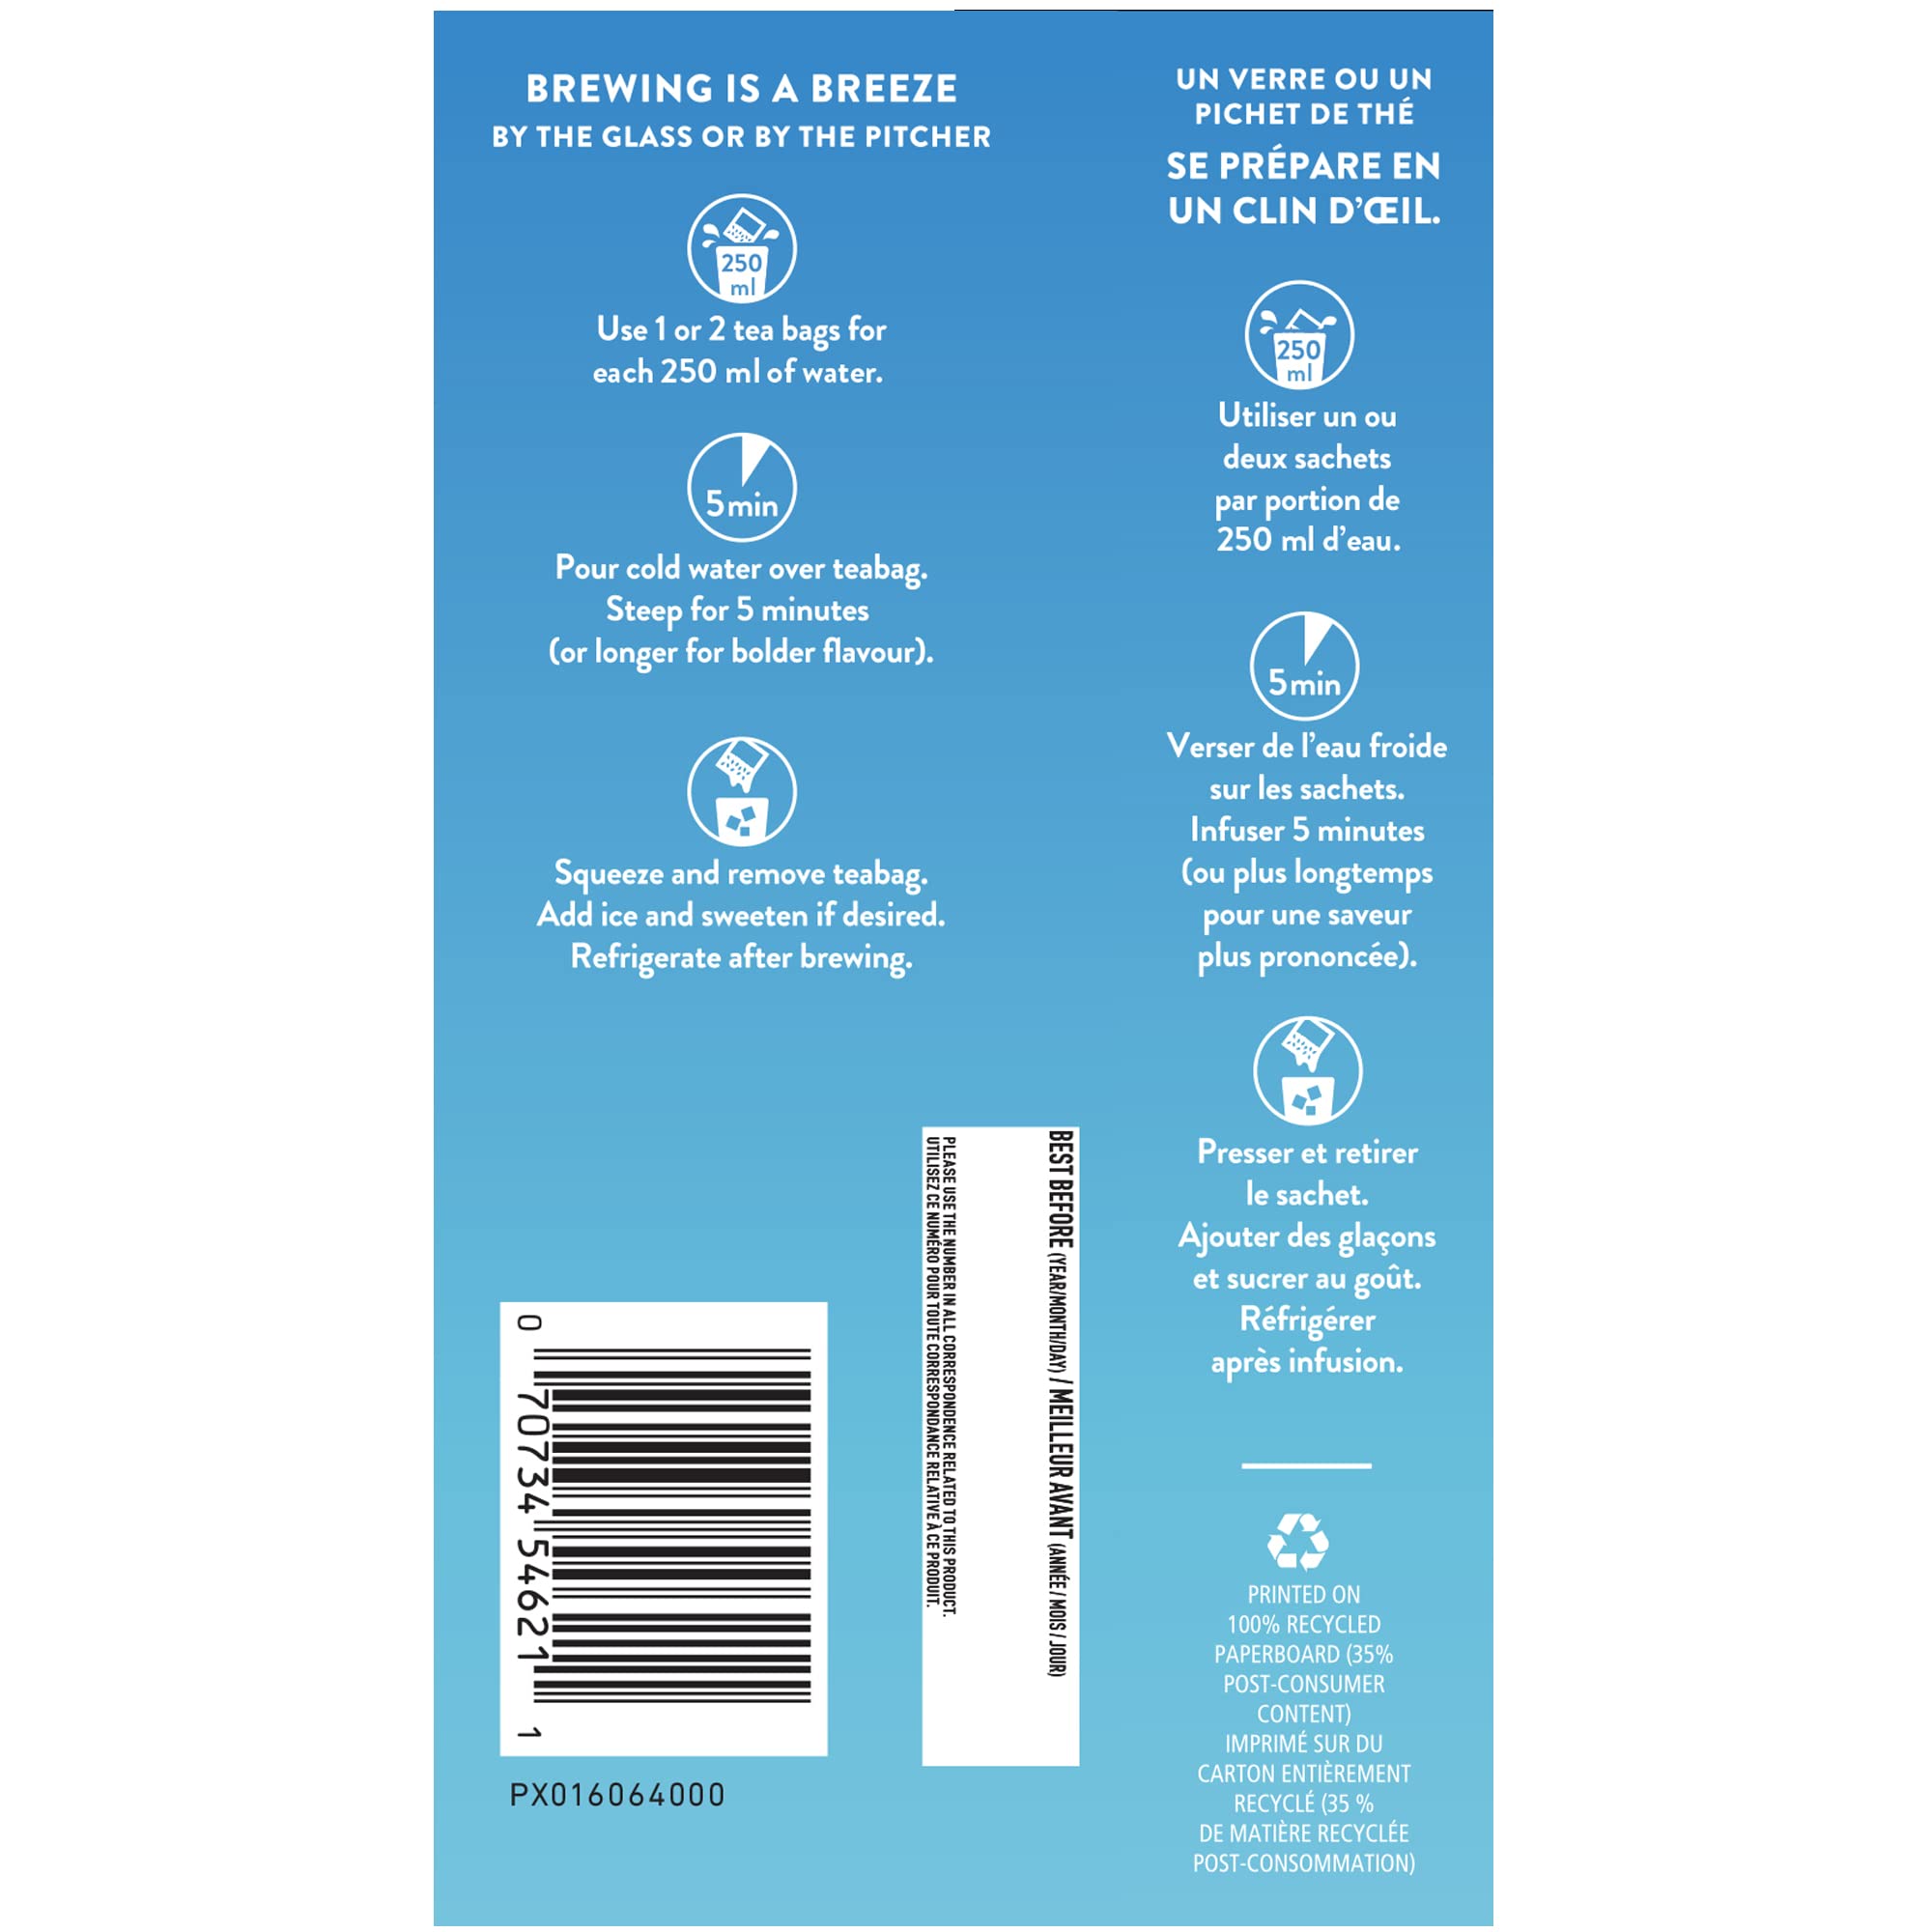 BREWING IS A BREEZE
BY THE GLASS OR BY THE PITCHER
250
ml
Use 1 or 2 tea bags for
each 250 ml of water.
5 min
Pour cold water over teabag.
Steep for 5 minutes
(or longer for bolder flavour).
Squeeze and remove teabag.
Add ice and sweeten if desired.
Refrigerate after brewing.
UN VERRE OU UN
PICHET DE THÉ
SE PRÉPARE EN
UN CLIN D'ŒIL.
250
ml
Utiliser un ou
deux sachets
par portion de
250 ml d'eau.
5 min
Verser de l'eau froide
sur les sachets.
Infuser 5 minutes
(ou plus longtemps
pour une saveur
plus prononcée).
Presser et retirer
le sachet.
Ajouter des glaçons
et sucrer au goût.
Réfrigérer
après infusion.
BEST BEFORE (YEAR/MONTH/DAY) / MEILLEUR AVANT (ANNÉE / MOIS / JOUR)
PLEASE USE THE NUMBER IN ALL CORRESPONDENCE RELATED TO THIS PRODUCT.
UTILISEZ CE NUMÉRO POUR TOUTE CORRESPONDANCE RELATIVE À CE PRODUIT.
0 70734 54621 1
PX016064000
PRINTED ON
100% RECYCLED
PAPERBOARD (35%
POST-CONSUMER
CONTENT)
IMPRIMÉ SUR DU
CARTON ENTIÈREMENT
RECYCLÉ (35 %
DE MATIÈRE RECYCLÉE
POST-CONSOMMATION)